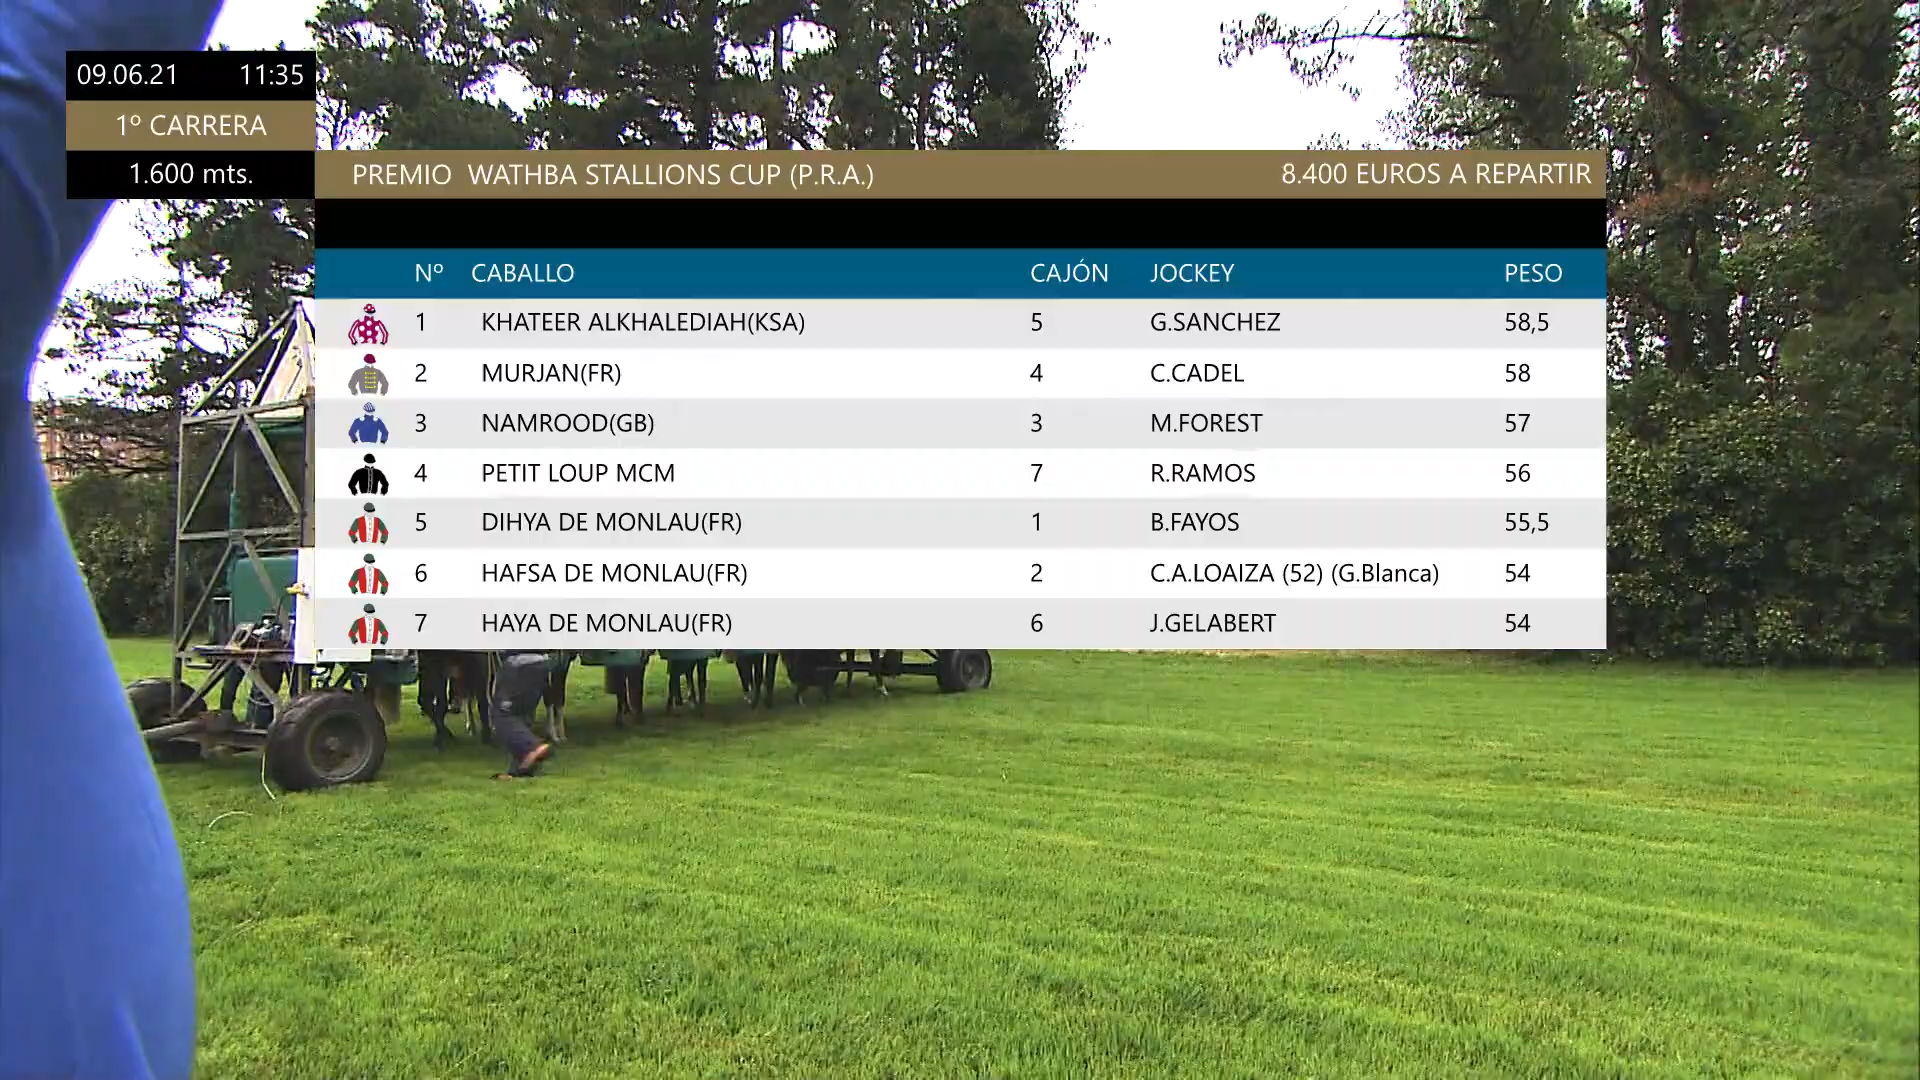 09.06.21 11:35
1º CARRERA
1.600 mts.
PREMIO WATHBA STALLIONS CUP (P.R.A.) 8.400 EUROS A REPARTIR
Nº CABALLO CAJÓN JOCKEY PESO
1 KHATEER ALKHALEDIAH(KSA) 5 G.SANCHEZ 58,5
2 MURJAN(FR) 4 C.CADEL 58
3 NAMROOD(GB) 3 M.FOREST 57
4 PETIT LOUP MCM 7 R.RAMOS 56
5 DIHYA DE MONLAU(FR) 1 B.FAYOS 55,5
6 HAFSA DE MONLAU(FR) 2 C.A.LOAIZA (52) (G.Blanca) 54
7 HAYA DE MONLAU(FR) 6 J.GELABERT 54